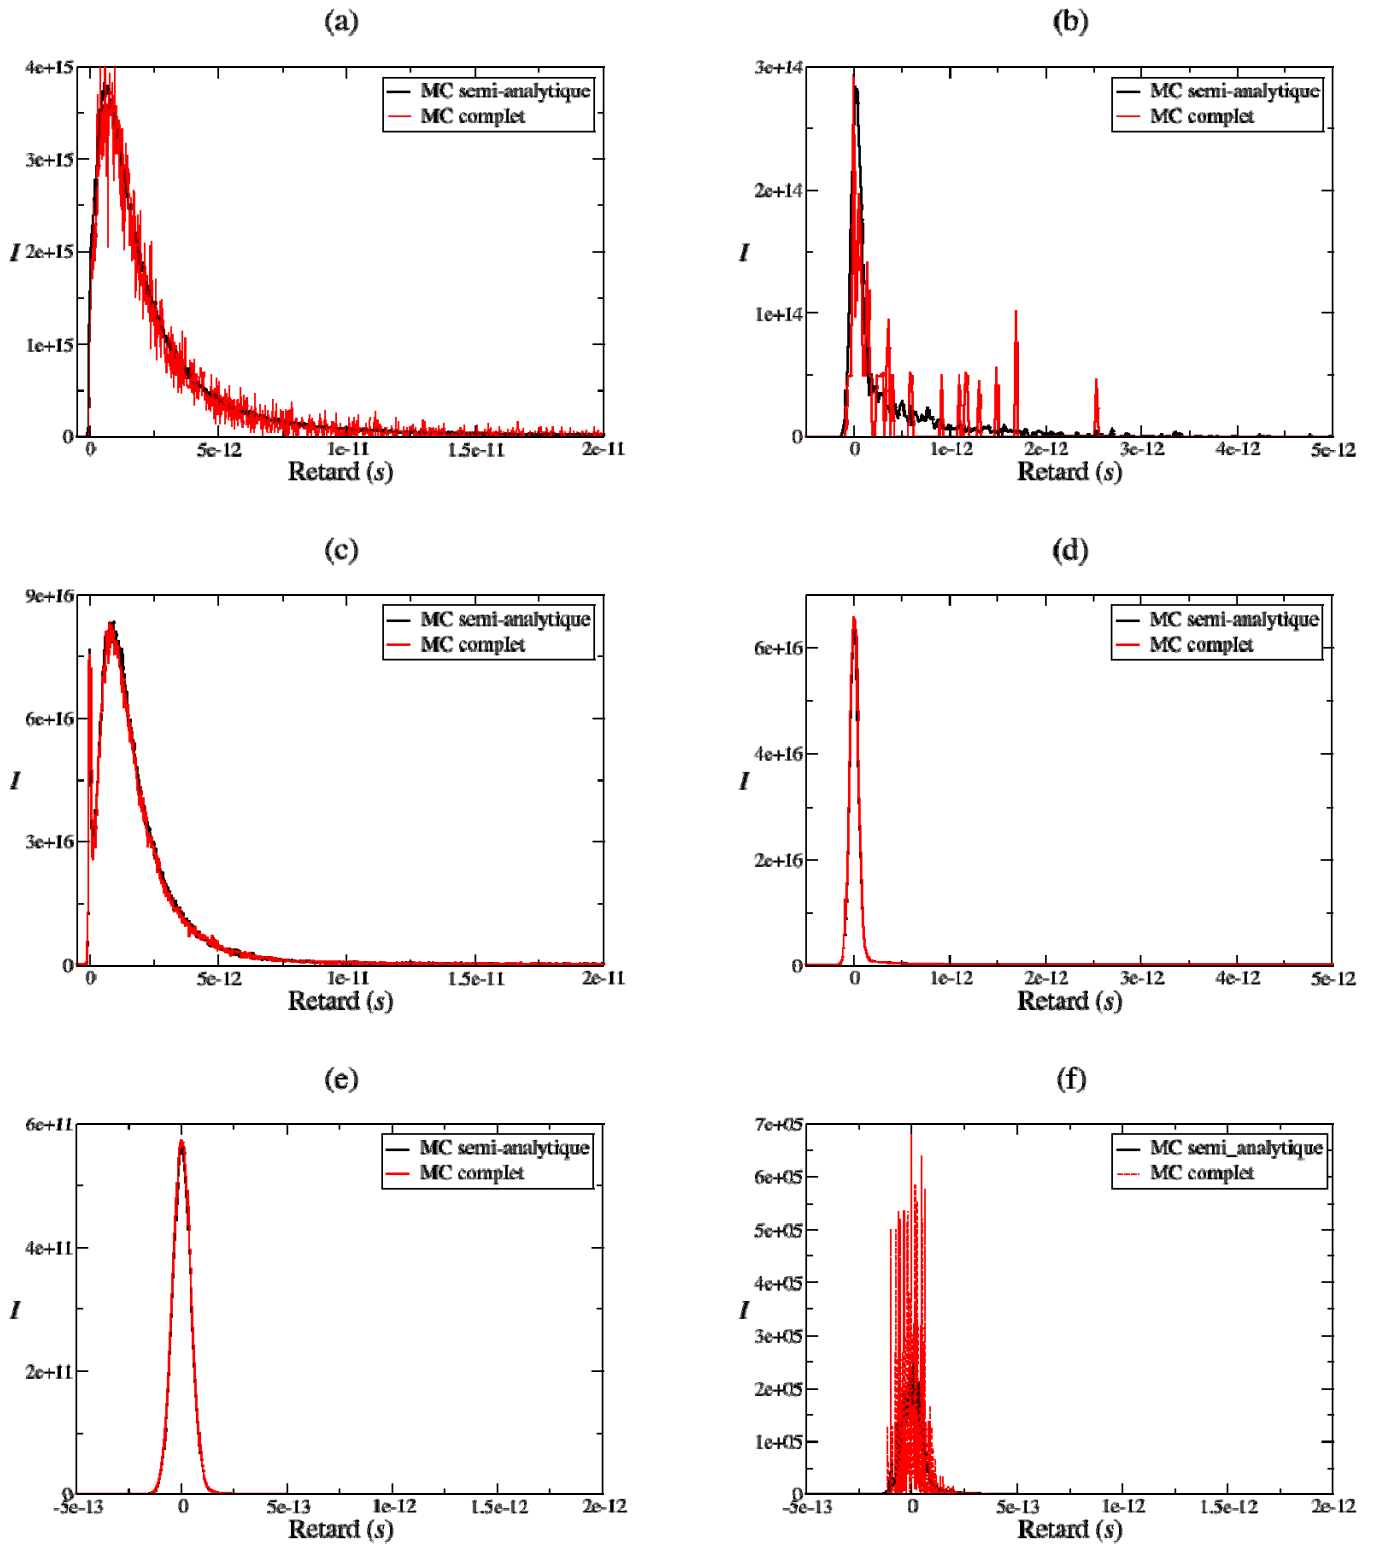 (a)
4e+15
3e+15
I 2e+15
1e+15
0
MC semi-analytique
MC complet
0 5e-12 1e-11 1.5e-11 2e-11
Retard (s)
(b)
3e+14
2e+14
I
1e+14
0
MC semi-analytique
MC complet
0 1e-12 2e-12 3e-12 4e-12 5e-12
Retard (s)
(c)
9e+16
6e+16
I
3e+16
0
MC semi-analytique
MC complet
0 5e-12 1e-11 1.5e-11 2e-11
Retard (s)
(d)
6e+16
4e+16
I
2e+16
0
MC semi-analytique
MC complet
0 1e-12 2e-12 3e-12 4e-12 5e-12
Retard (s)
(e)
6e+11
4e+11
I
2e+11
0
MC semi-analytique
MC complet
-5e-13 0 5e-13 1e-12 1.5e-12 2e-12
Retard (s)
(f)
7e+05
6e+05
5e+05
4e+05
I
3e+05
2e+05
1e+05
0
MC semi_analytique
MC complet
-5e-13 0 5e-13 1e-12 1.5e-12 2e-12
Retard (s)